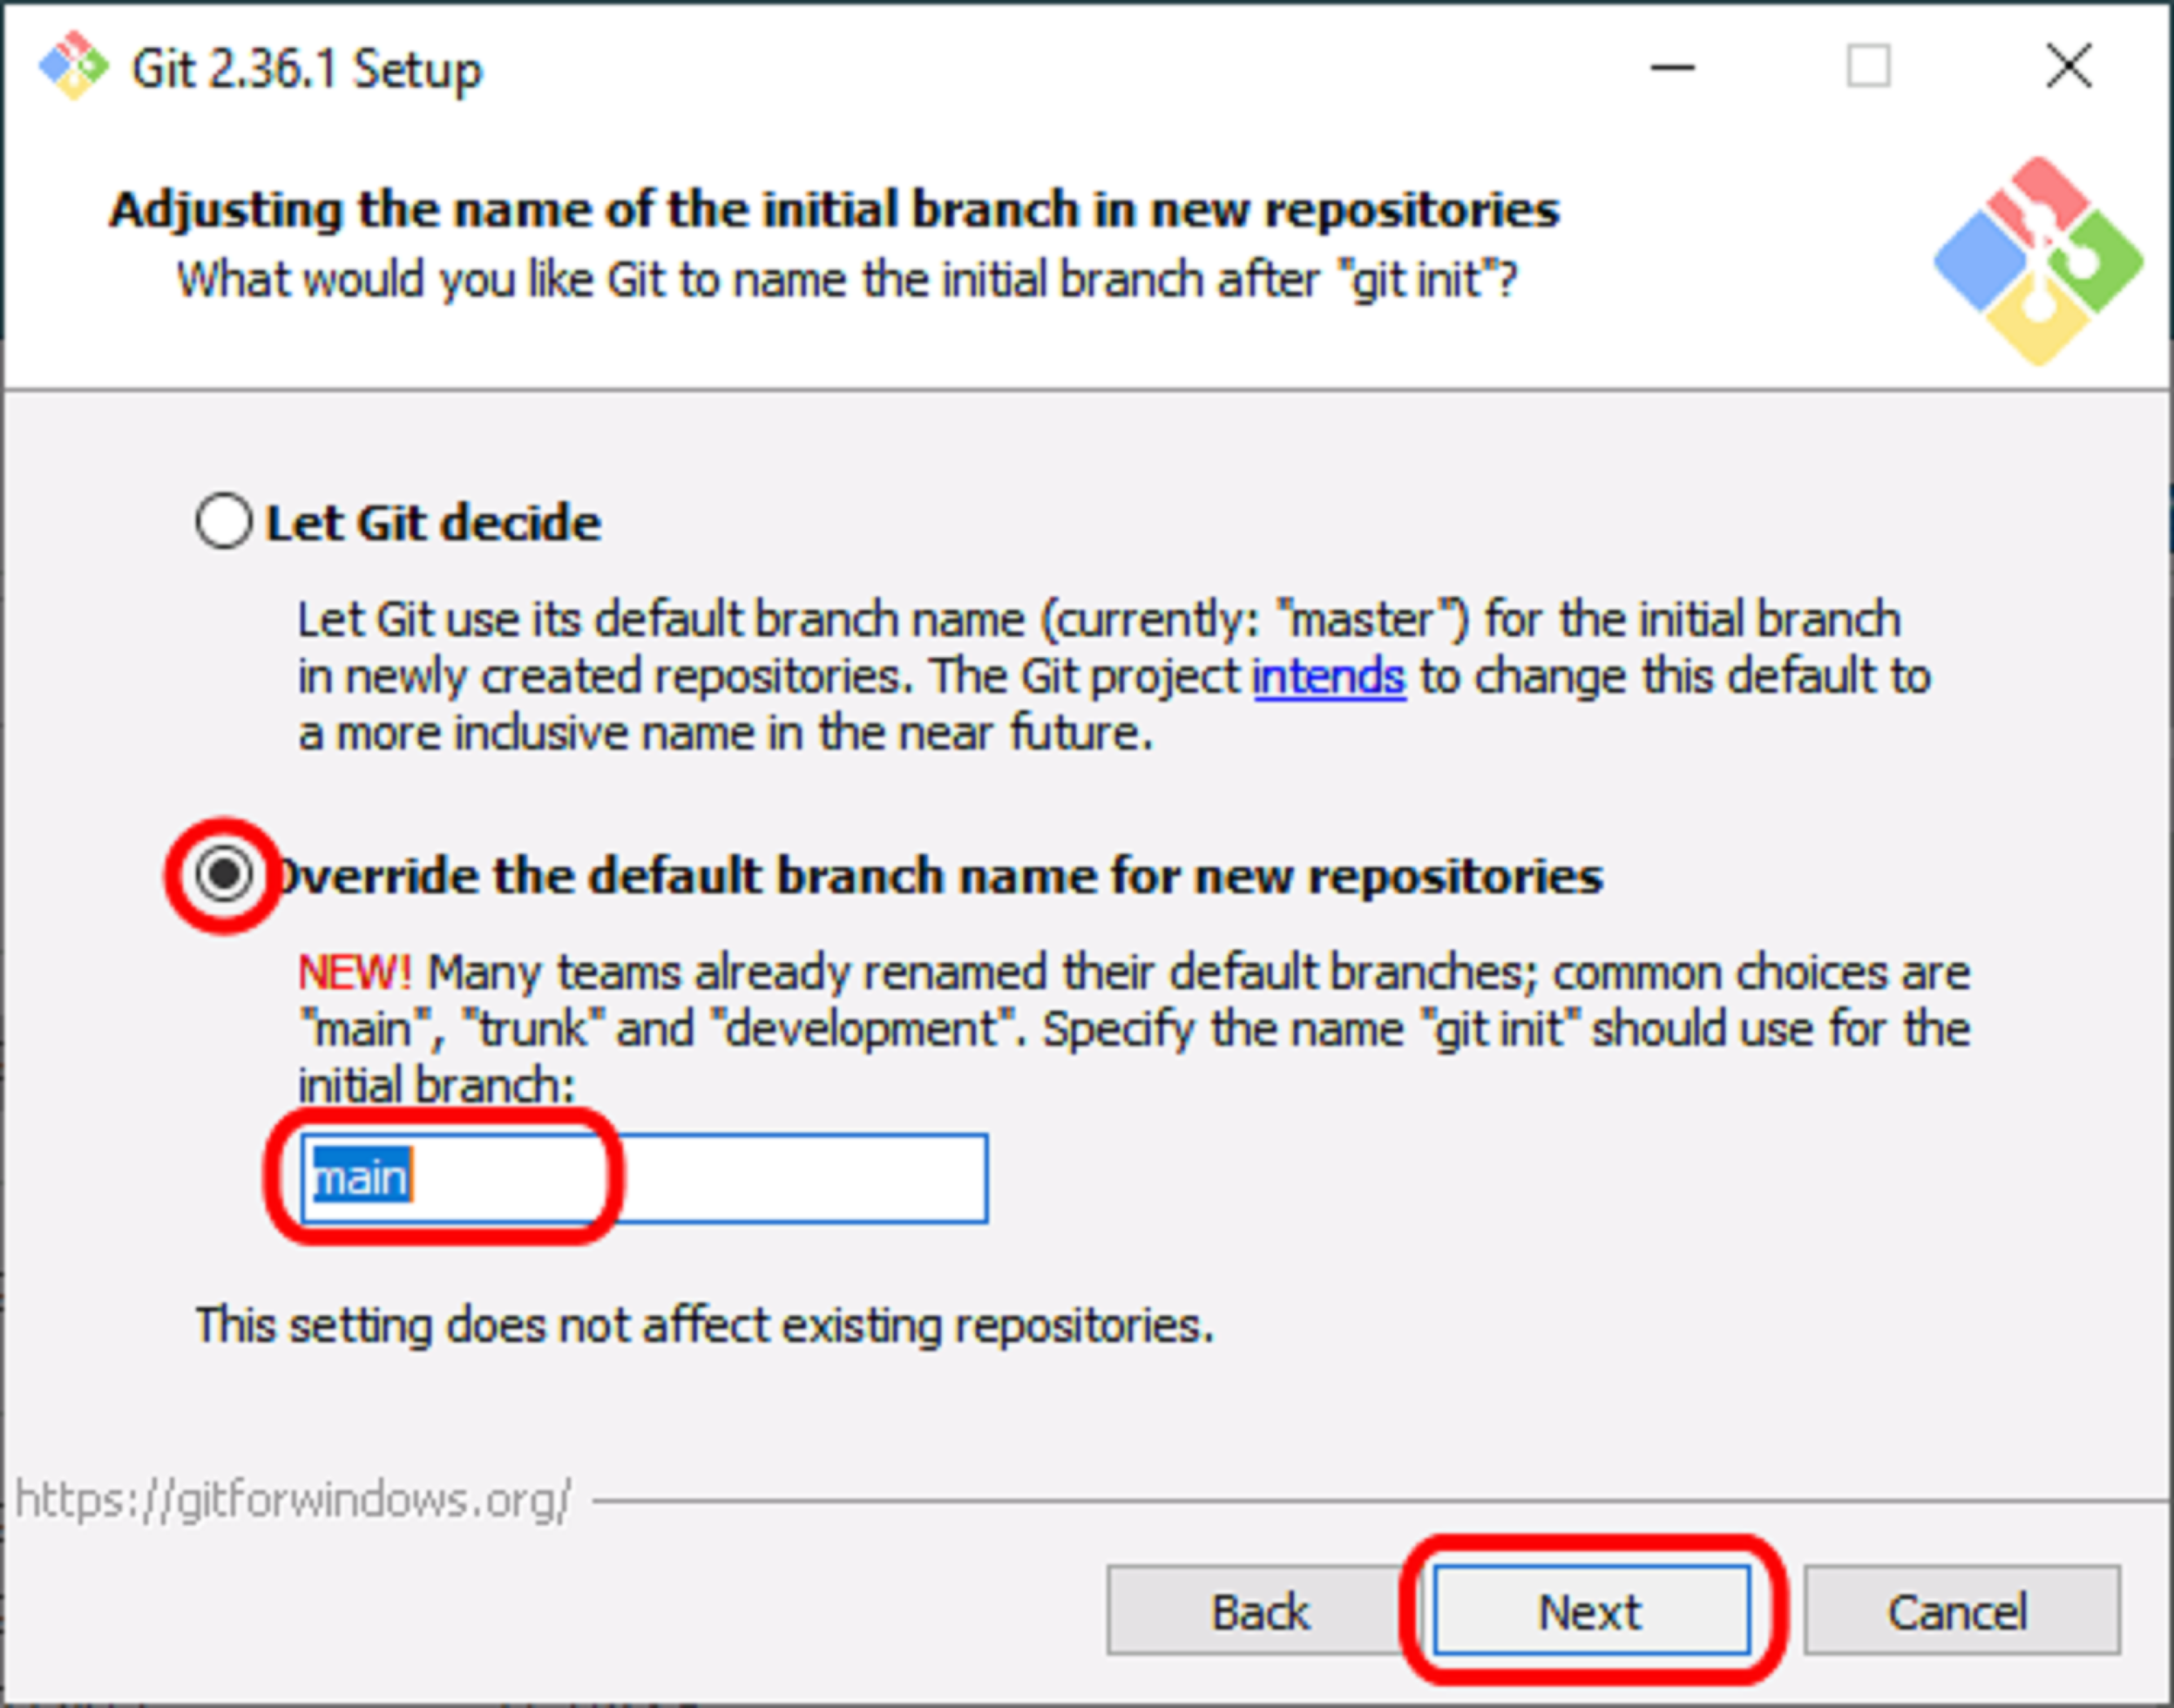 Git 2.36.1 Setup
Adjusting the name of the initial branch in new repositories
What would you like Git to name the initial branch after "git init"?
Let Git decide
Let Git use its default branch name (currently: "master") for the initial branch
in newly created repositories. The Git project intends to change this default to
a more inclusive name in the near future.
Override the default branch name for new repositories
NEW! Many teams already renamed their default branches; common choices are
"main", "trunk" and "development". Specify the name "git init" should use for the
initial branch:
main
This setting does not affect existing repositories.
https://gitforwindows.org/
Back Next Cancel